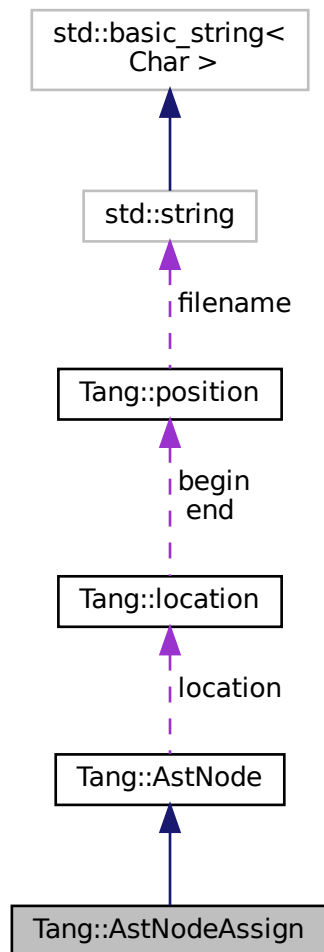 std::basic_string<
Char >
std::string
filename
Tang::position
begin
end
Tang::location
location
Tang::AstNode
Tang::AstNodeAssign